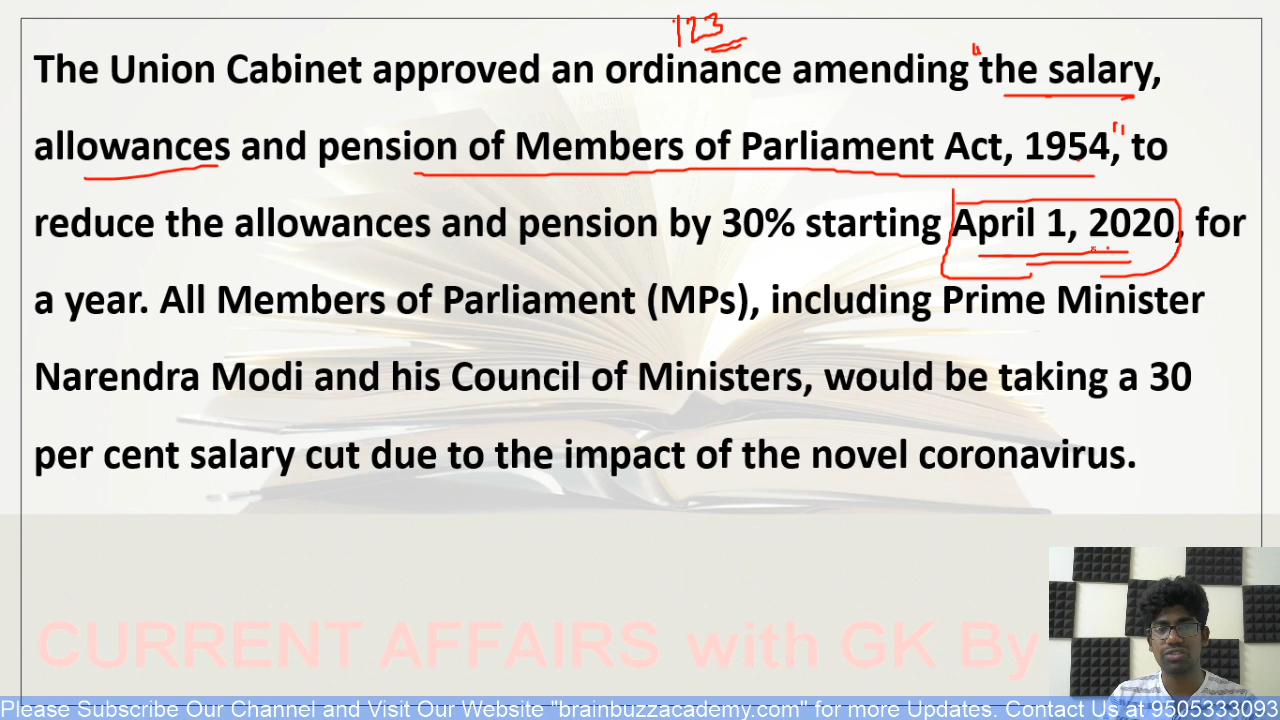 123
The Union Cabinet approved an ordinance amending "the salary,
allowances and pension of Members of Parliament Act, 1954," to
reduce the allowances and pension by 30% starting April 1, 2020, for
a year. All Members of Parliament (MPs), including Prime Minister
Narendra Modi and his Council of Ministers, would be taking a 30
per cent salary cut due to the impact of the novel coronavirus.
CURRENT AFFAIRS with GK By
Please Subscribe Our Channel and Visit Our Website "brainbuzzacademy.com" for more Updates. Contact Us at 9505333093